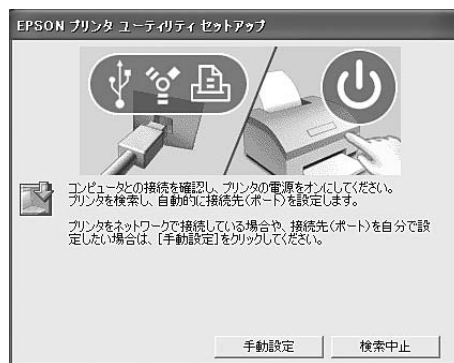 EPSON プリンタ ユーティリティ セットアップ
コンピュータとの接続を確認し、プリンタの電源をオンにしてください。
プリンタを検索し、自動的に接続先(ポート)を設定します。
プリンタをネットワークで接続している場合や、接続先(ポート)を自分で設
定したい場合は、[手動設定]をクリックしてください。
手動設定
検索中止